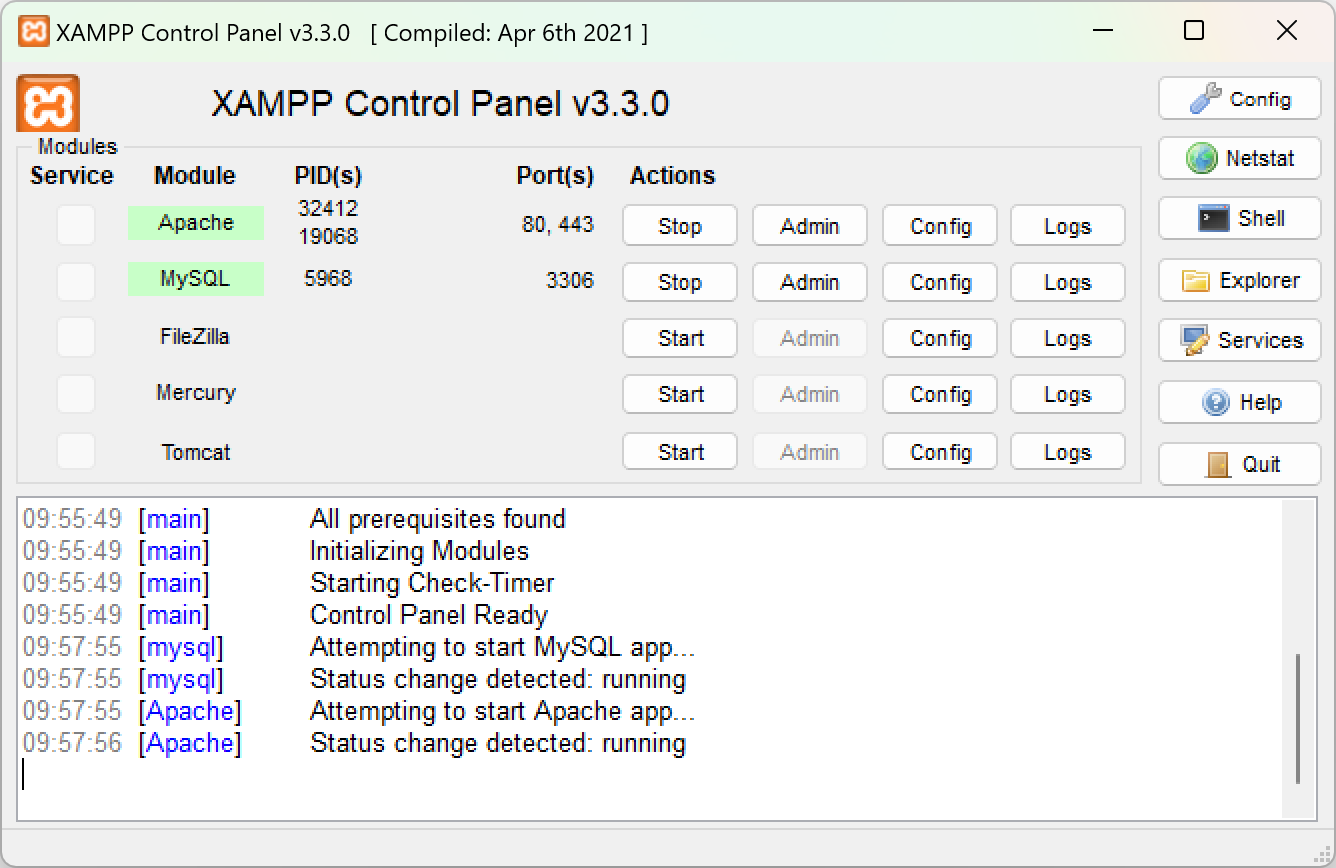 XAMPP Control Panel v3.3.0 [ Compiled: Apr 6th 2021 ]
XAMPP Control Panel v3.3.0
Config
Modules
Netstat
Service Module PID(s) Port(s) Actions
Apache 32412 19068 80, 443 Stop Admin Config Logs
Shell
MySQL 5968 3306 Stop Admin Config Logs
Explorer
FileZilla Start Admin Config Logs
Services
Mercury Start Admin Config Logs
Help
Tomcat Start Admin Config Logs
Quit
09:55:49 [main] All prerequisites found
09:55:49 [main] Initializing Modules
09:55:49 [main] Starting Check-Timer
09:55:49 [main] Control Panel Ready
09:57:55 [mysql] Attempting to start MySQL app...
09:57:55 [mysql] Status change detected: running
09:57:55 [Apache] Attempting to start Apache app...
09:57:56 [Apache] Status change detected: running